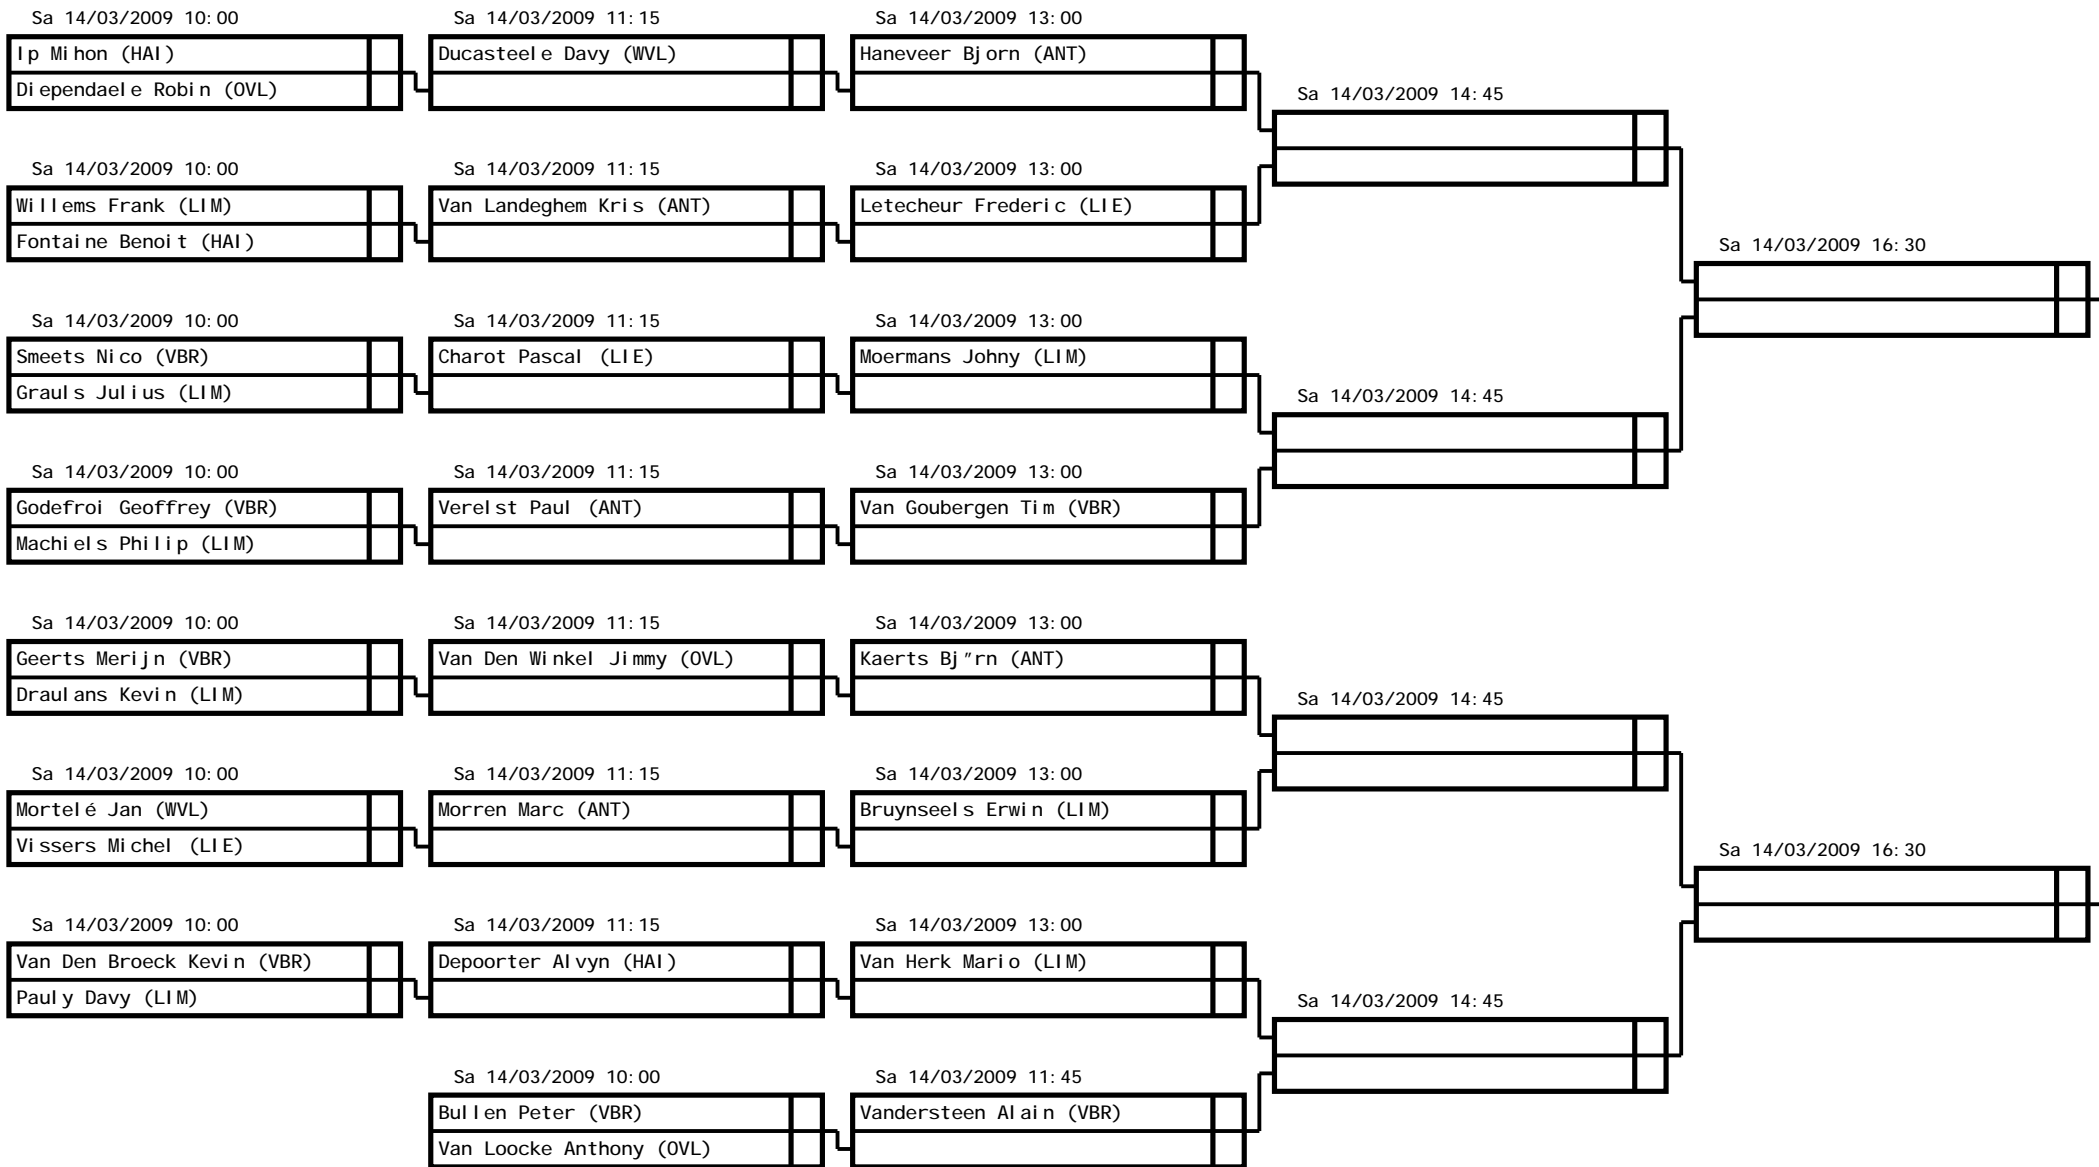 Sa 14/03/2009 10:00
Sa 14/03/2009 11:15
Sa 14/03/2009 13:00
Ip Mihon (HAI)
Ducasteele Davy (WVL)
Haneveer Bjorn (ANT)
Diependaele Robin (OVL)
Sa 14/03/2009 14:45
Sa 14/03/2009 10:00
Sa 14/03/2009 11:15
Sa 14/03/2009 13:00
Willems Frank (LIM)
Van Landeghem Kris (ANT)
Letecheur Frederic (LIE)
Fontaine Benoit (HAI)
Sa 14/03/2009 16:30
Sa 14/03/2009 10:00
Sa 14/03/2009 11:15
Sa 14/03/2009 13:00
Smeets Nico (VBR)
Charot Pascal (LIE)
Moermans Johny (LIM)
Grauls Julius (LIM)
Sa 14/03/2009 14:45
Sa 14/03/2009 10:00
Sa 14/03/2009 11:15
Sa 14/03/2009 13:00
Godefroi Geoffrey (VBR)
Verelst Paul (ANT)
Van Goubergen Tim (VBR)
Machiels Philip (LIM)
Sa 14/03/2009 10:00
Sa 14/03/2009 11:15
Sa 14/03/2009 13:00
Geerts Merijn (VBR)
Van Den Winkel Jimmy (OVL)
Kaerts Bj"rn (ANT)
Draulans Kevin (LIM)
Sa 14/03/2009 14:45
Sa 14/03/2009 10:00
Sa 14/03/2009 11:15
Sa 14/03/2009 13:00
Mortelé Jan (WVL)
Morren Marc (ANT)
Bruynseels Erwin (LIM)
Vissers Michel (LIE)
Sa 14/03/2009 16:30
Sa 14/03/2009 10:00
Sa 14/03/2009 11:15
Sa 14/03/2009 13:00
Van Den Broeck Kevin (VBR)
Depoorter Alvyn (HAI)
Van Herk Mario (LIM)
Pauly Davy (LIM)
Sa 14/03/2009 14:45
Sa 14/03/2009 10:00
Sa 14/03/2009 11:45
Bullen Peter (VBR)
Vandersteen Alain (VBR)
Van Loocke Anthony (OVL)